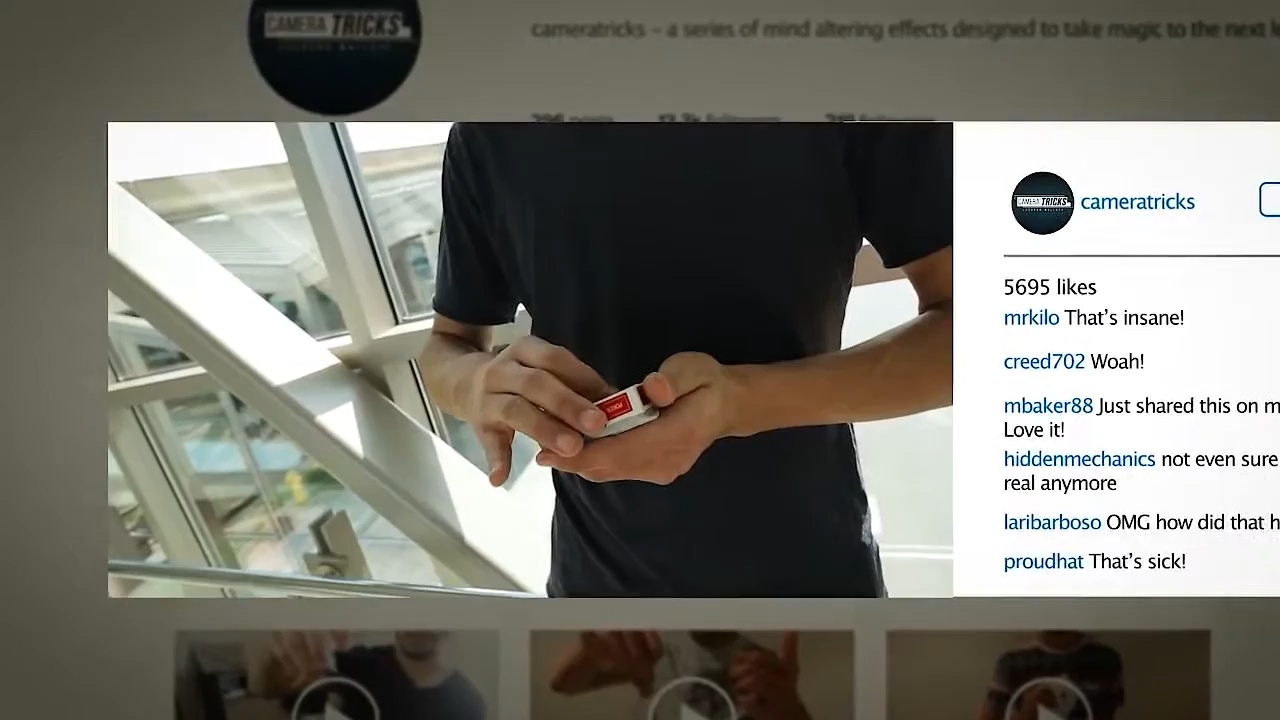 CAMERA TRICKS
cameratricks – a series of mind altering effects designed to take magic to the next
CAMERA TRICKS
cameratricks
5695 likes
mrkilo That's insane!
creed702 Woah!
mbaker88 Just shared this on m
Love it!
hiddenmechanics not even sure
real anymore
laribarboso OMG how did that h
proudhat That's sick!